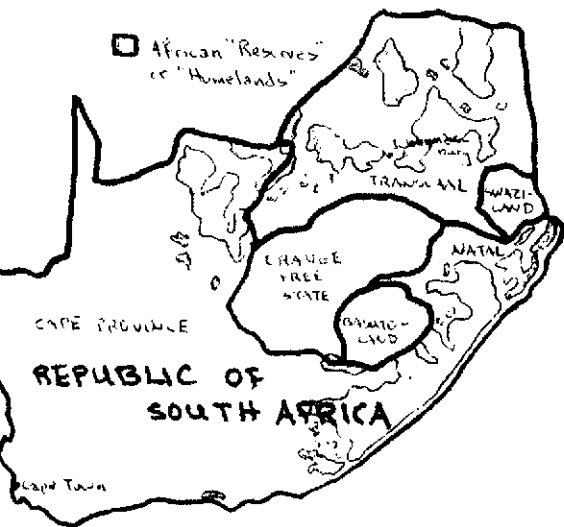 African "Reserves"
or "Homelands"
TRANSVAAL
SWAZI-
LAND
NATAL
ORANGE
FREE
STATE
BASUTO-
LAND
CAPE PROVINCE
REPUBLIC OF
SOUTH AFRICA
Cape Town